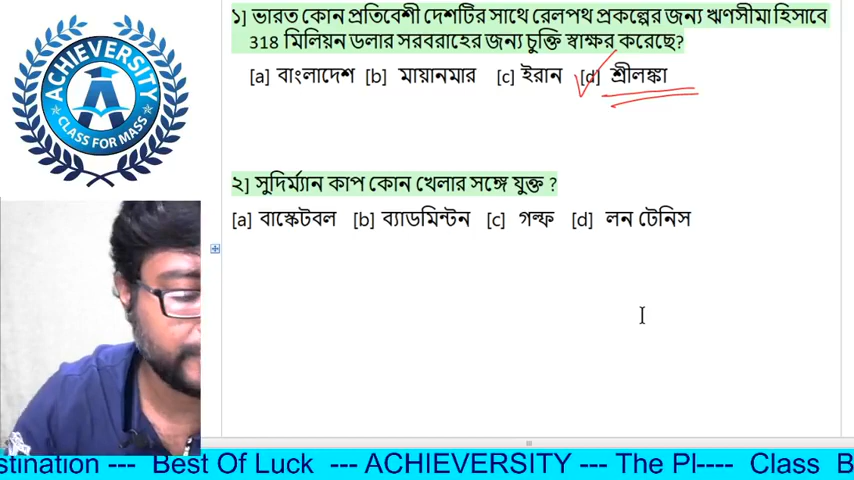 ACHIEVERSITY
CLASS FOR MASS
১] ভারত কোন প্রতিবেশী দেশটির সাথে রেলপথ প্রকল্পের জন্য ঋণসীমা হিসাবে
318 মিলিয়ন ডলার সরবরাহের জন্য চুক্তি স্বাক্ষর করেছে?
[a] বাংলাদেশ [b] মায়ানমার [c] ইরান [d] শ্রীলঙ্কা
২] সুদির্ম্যান কাপ কোন খেলার সঙ্গে যুক্ত ?
[a] বাস্কেটবল [b] ব্যাডমিন্টন [c] গল্ফ [d] লন টেনিস
stination --- Best Of Luck --- ACHIEVERSITY --- The Pl---- Class B